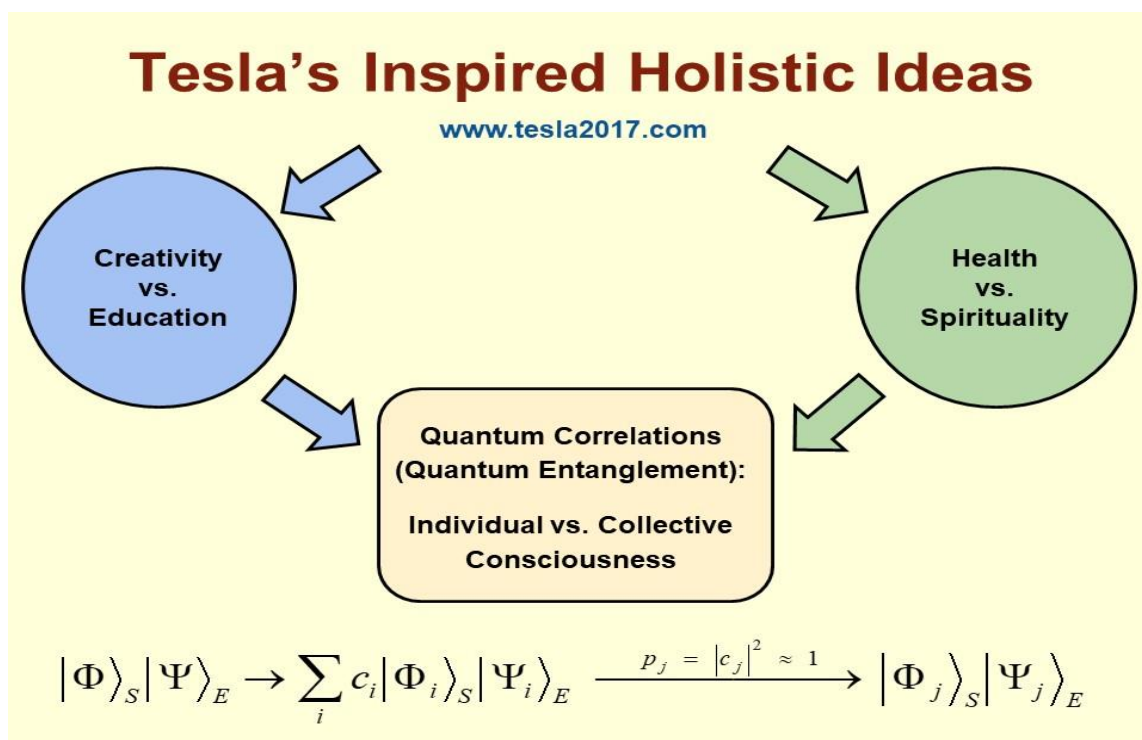 Tesla's Inspired Holistic Ideas
www.tesla2017.com
Creativity
vs.
Education
Health
vs.
Spirituality
Quantum Correlations
(Quantum Entanglement):
Individual vs. Collective
Consciousness
|Φ⟩_S|Ψ⟩_E → ∑_i c_i|Φ_i⟩_S|Ψ_i⟩_E —p_j = |c_j|² ≈ 1→ |Φ_j⟩_S|Ψ_j⟩_E